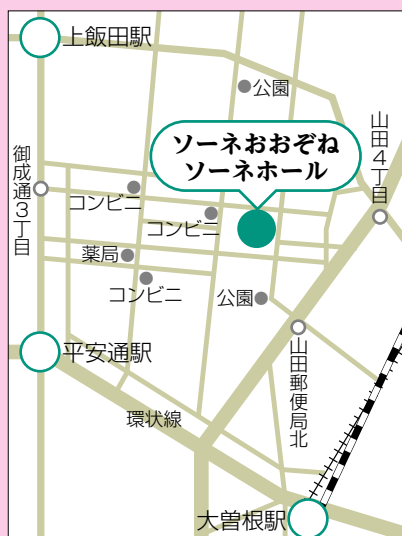 上飯田駅
公園
山田4丁目
ソーネおおぞね
ソーネホール
御成通3丁目
コンビニ
コンビニ
薬局
コンビニ
公園
平安通駅
山田郵便局北
環状線
大曽根駅